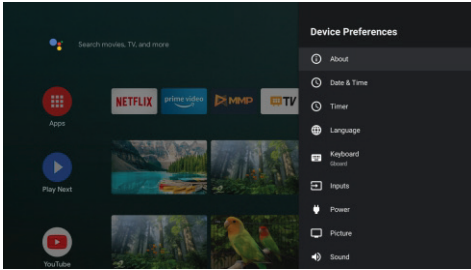 Search movies, TV, and more
Apps
NETFLIX
prime video
MMP
TV
Play Next
YouTube
Device Preferences
About
Date & Time
Timer
Language
Keyboard
Gboard
Inputs
Power
Picture
Sound